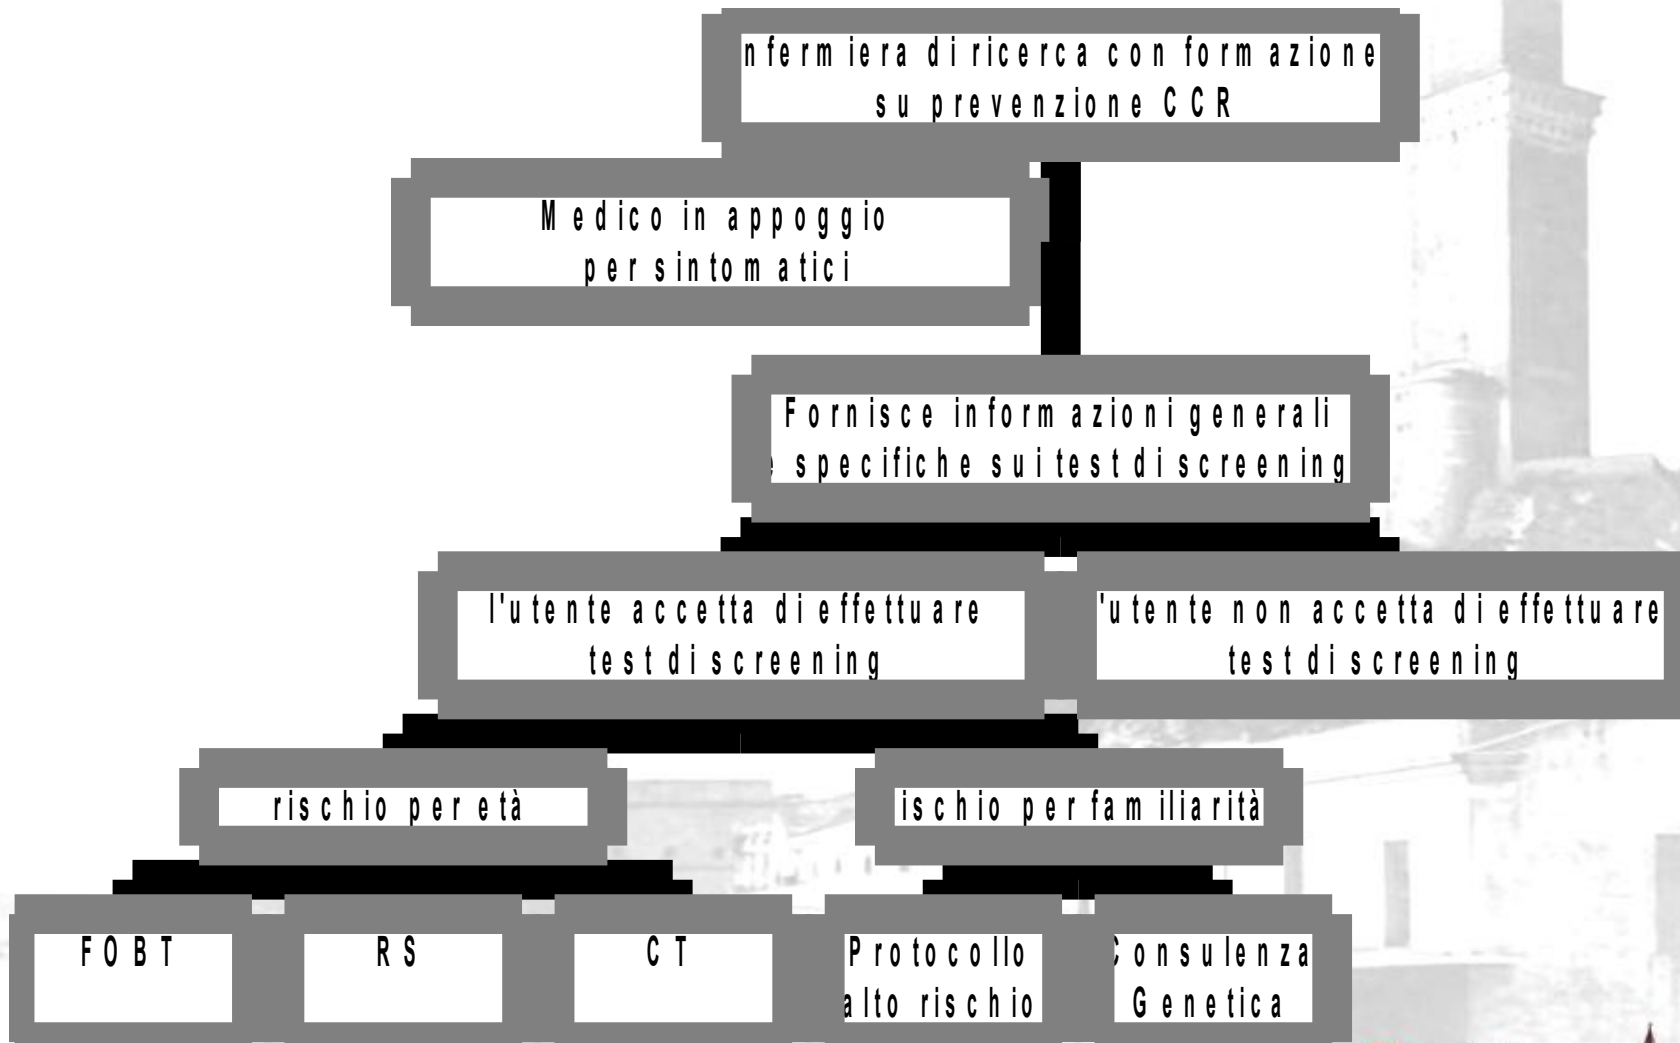 nfermiera di ricerca con formazione
su prevenzione CCR
Medico in appoggio
per sintomatici
Fornisce informazioni generali
e specifiche sui test di screening
l'utente accetta di effettuare
test di screening
'utente non accetta di effettuare
test di screening
rischio per età
ischio per familiarità
FOBT
RS
CT
Protocollo
alto rischio
Consulenza
Genetica